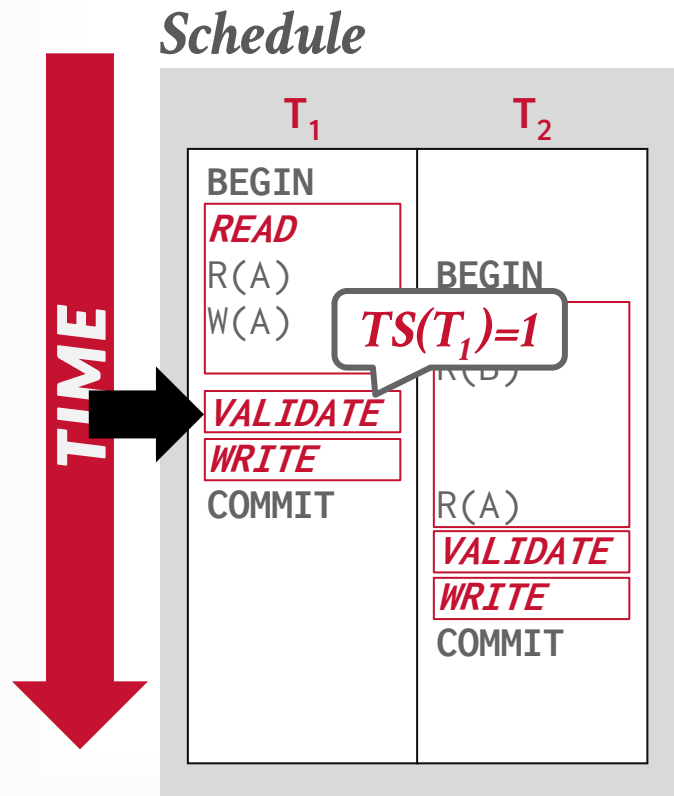 Schedule
TIME
T1
T2
BEGIN
READ
R(A)
W(A)
VALIDATE
WRITE
COMMIT
TS(T1)=1
BEGIN
R(B)
R(A)
VALIDATE
WRITE
COMMIT